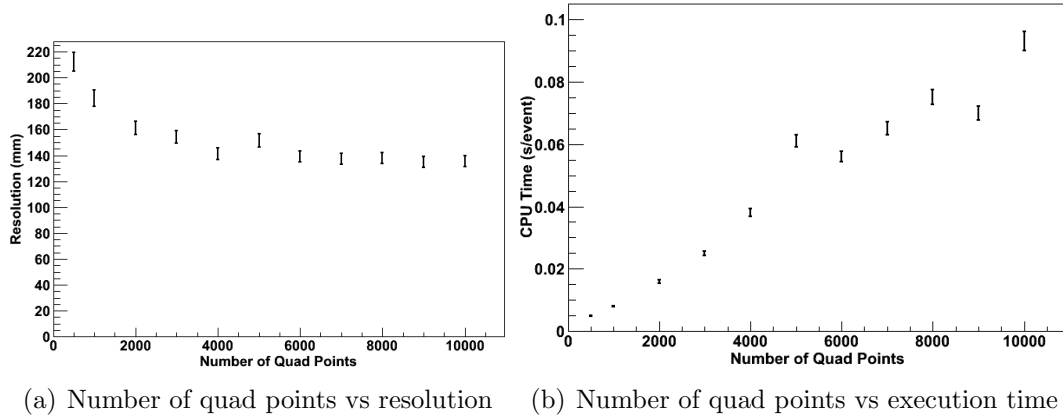 220
200
180
160
140
120
100
80
60
40
20
0
Resolution (mm)
0 2000 4000 6000 8000 10000
Number of Quad Points
(a) Number of quad points vs resolution
0.1
0.08
0.06
0.04
0.02
0
CPU Time (s/event)
0 2000 4000 6000 8000 10000
Number of Quad Points
(b) Number of quad points vs execution time